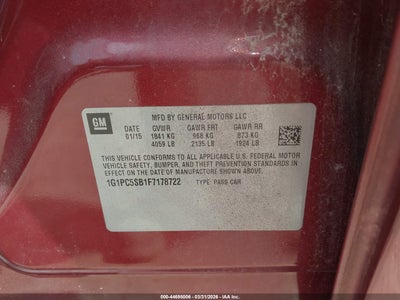 GM
MFD BY GENERAL MOTORS LLC
01/15 GVWR GAWR FRT GAWR RR
1841 KG 968 KG 873 KG
4059 LB 2135 LB 1924 LB
THIS VEHICLE CONFORMS TO ALL APPLICABLE U.S. FEDERAL MOTOR
VEHICLE SAFETY, BUMPER, AND THEFT PREVENTION STANDARDS IN
EFFECT ON THE DATE OF MANUFACTURE SHOWN ABOVE.
1G1PC5SB1F7178722 TYPE: PASS CAR
000-44695006 - 03/31/2026 - IAA Inc.